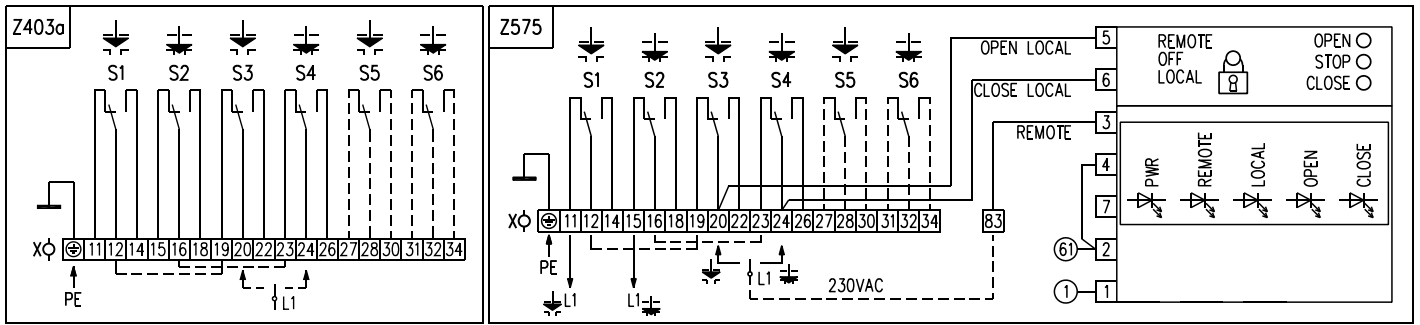 Z403a
S1 S2 S3 S4 S5 S6
X 11 12 14 15 16 18 19 20 22 23 24 26 27 28 30 31 32 34
PE
L1
Z575
S1 S2 S3 S4 S5 S6
OPEN LOCAL
CLOSE LOCAL
REMOTE
X 11 12 14 15 16 18 19 20 22 23 24 26 27 28 30 31 32 34 83
PE
L1
L1
L1
230VAC
5
6
3
4
7
2
1
61
1
REMOTE
OFF
LOCAL
OPEN
STOP
CLOSE
PWR
REMOTE
LOCAL
OPEN
CLOSE